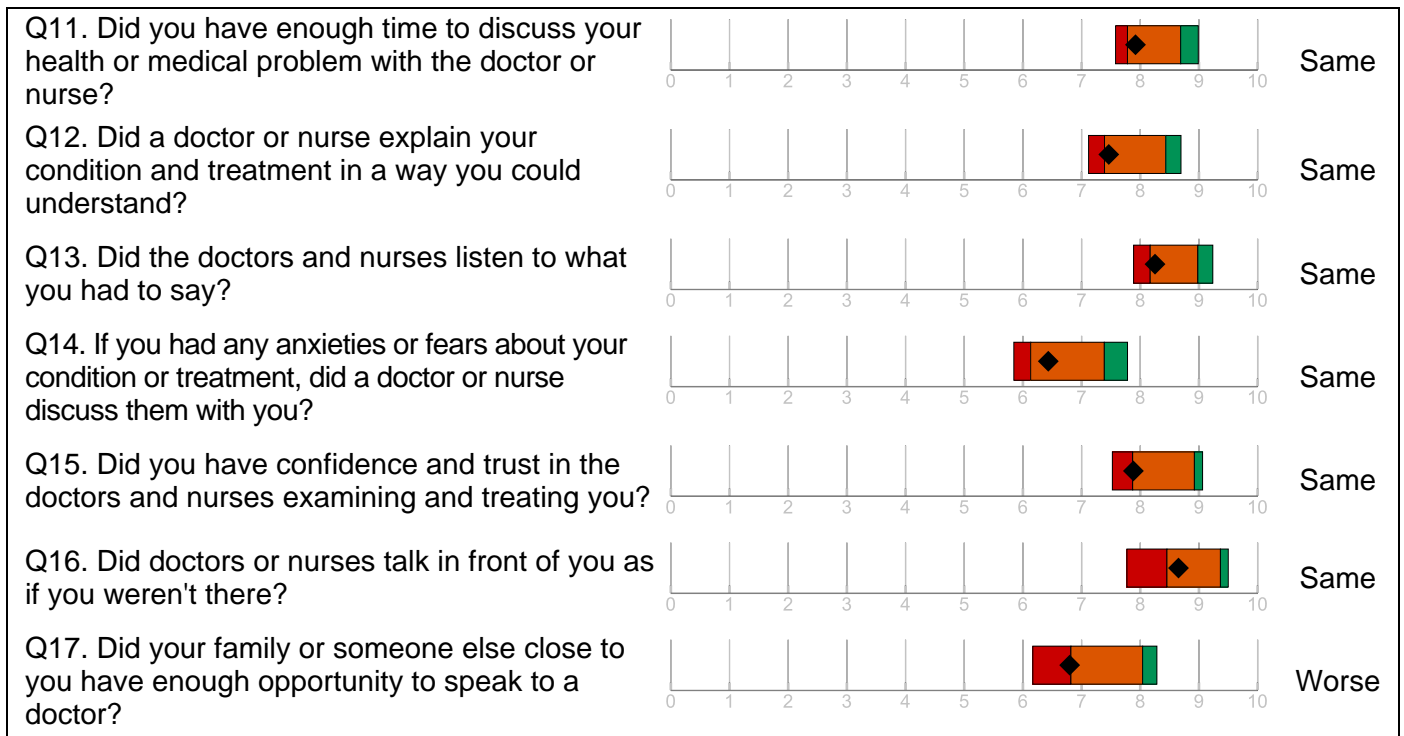 Q11. Did you have enough time to discuss your
health or medical problem with the doctor or
nurse?
0 1 2 3 4 5 6 7 8 9 10
Same
Q12. Did a doctor or nurse explain your
condition and treatment in a way you could
understand?
0 1 2 3 4 5 6 7 8 9 10
Same
Q13. Did the doctors and nurses listen to what
you had to say?
0 1 2 3 4 5 6 7 8 9 10
Same
Q14. If you had any anxieties or fears about your
condition or treatment, did a doctor or nurse
discuss them with you?
0 1 2 3 4 5 6 7 8 9 10
Same
Q15. Did you have confidence and trust in the
doctors and nurses examining and treating you?
0 1 2 3 4 5 6 7 8 9 10
Same
Q16. Did doctors or nurses talk in front of you as
if you weren't there?
0 1 2 3 4 5 6 7 8 9 10
Same
Q17. Did your family or someone else close to
you have enough opportunity to speak to a
doctor?
0 1 2 3 4 5 6 7 8 9 10
Worse